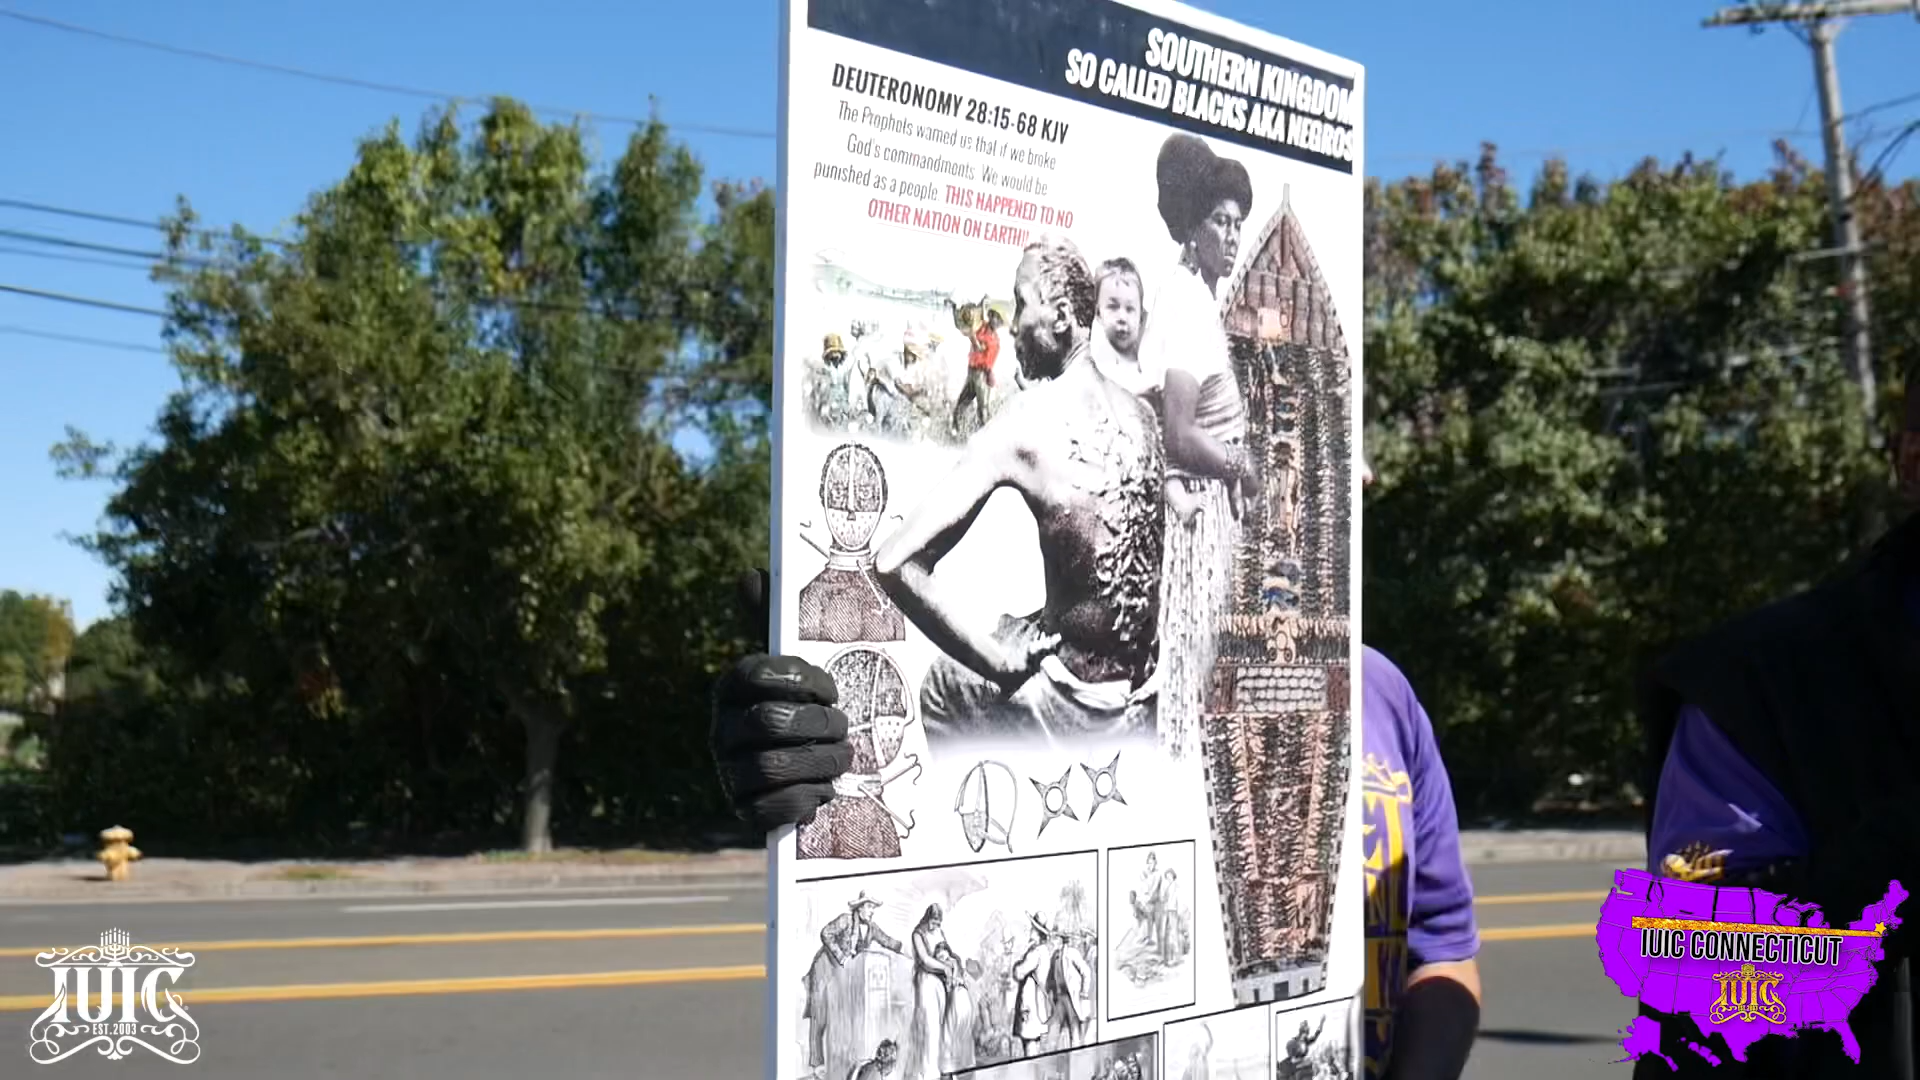 SOUTHERN KINGDOM
SO CALLED BLACKS AKA NEGROS
DEUTERONOMY 28:15-68 KJV
The Prophets warned us that if we broke
God's commandments. We would be
punished as a people. THIS HAPPENED TO NO
OTHER NATION ON EARTH!!
IUIC
EST. 2003
IUIC CONNECTICUT
IUIC